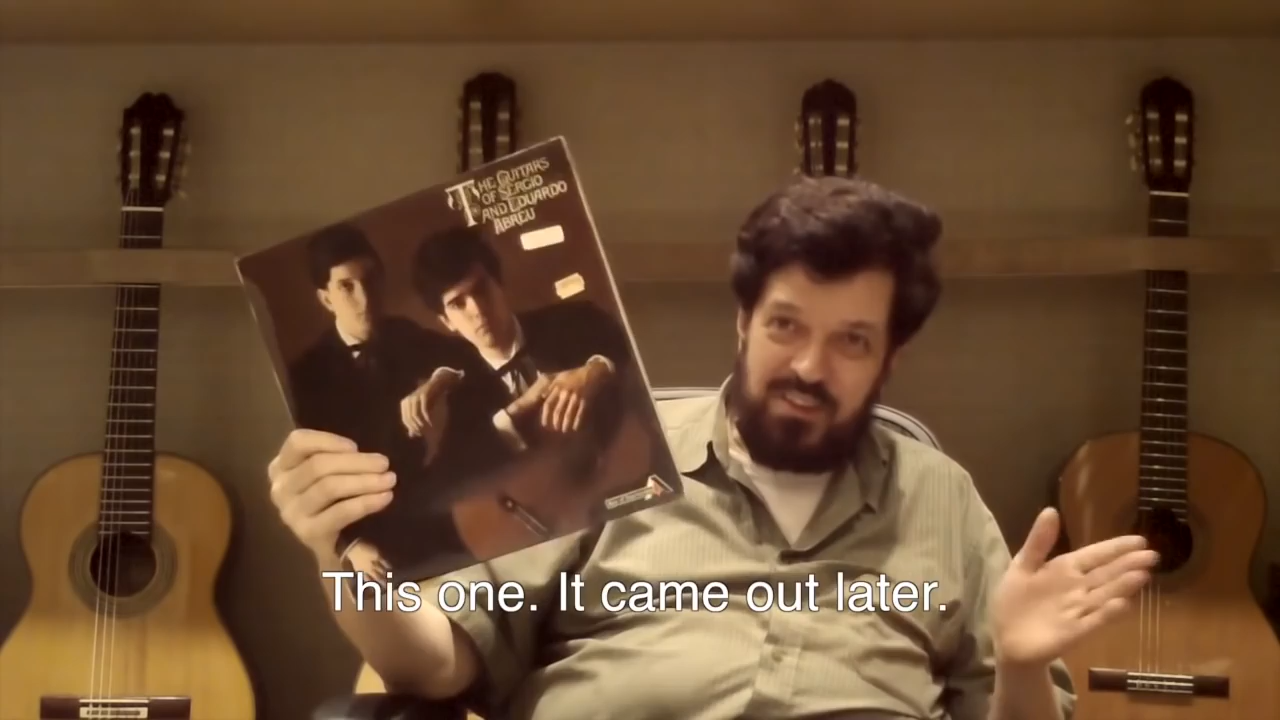 THE GUITARS
OF SERGIO
AND EDUARDO
ABREU
This one. It came out later.